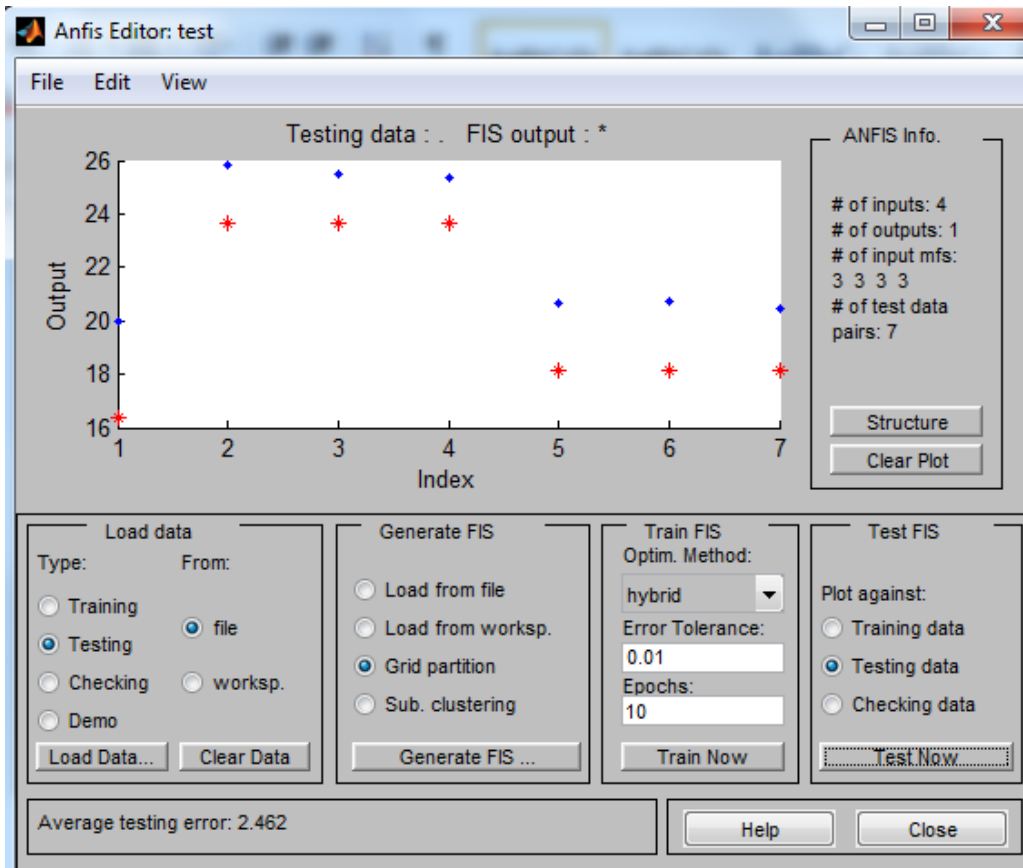 Anfis Editor: test
File Edit View
Testing data : . FIS output : *
26
24
22
20
18
16
Output
1 2 3 4 5 6 7
Index
ANFIS Info.
# of inputs: 4
# of outputs: 1
# of input mfs:
3 3 3 3
# of test data
pairs: 7
Structure
Clear Plot
Load data
Type:
From:
Training
Testing
Checking
Demo
file
worksp.
Load Data...
Clear Data
Generate FIS
Load from file
Load from worksp.
Grid partition
Sub. clustering
Generate FIS ...
Train FIS
Optim. Method:
hybrid
Error Tolerance:
0.01
Epochs:
10
Train Now
Test FIS
Plot against:
Training data
Testing data
Checking data
Test Now
Average testing error: 2.462
Help
Close